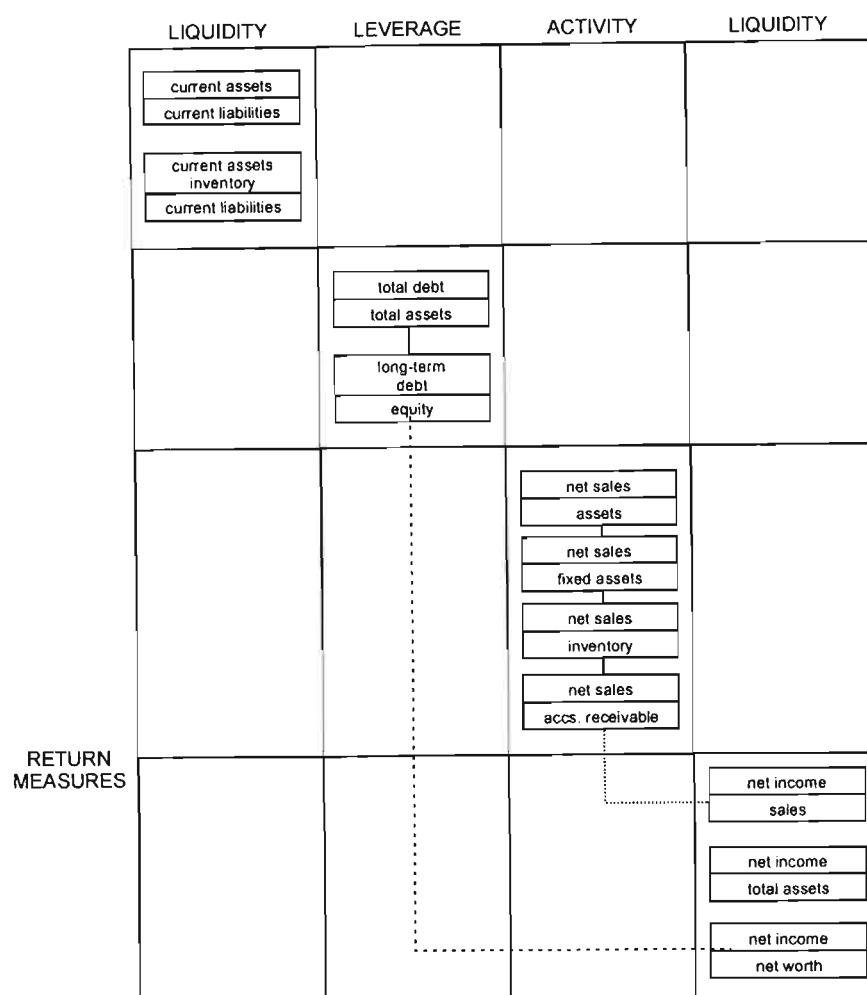 LIQUIDITY LEVERAGE ACTIVITY LIQUIDITY
current assets
current liabilities
current assets
inventory
current liabilities
total debt
total assets
long-term
debt
equity
net sales
assets
net sales
fixed assets
net sales
inventory
net sales
accs. receivable
RETURN
MEASURES
net income
sales
net income
total assets
net income
net worth